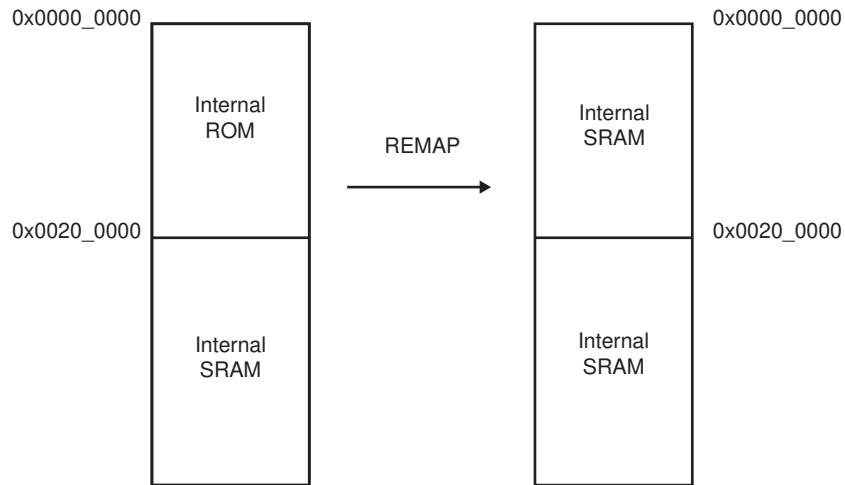 0x0000_0000
0x0000_0000
Internal
ROM
Internal
SRAM
REMAP
0x0020_0000
0x0020_0000
Internal
SRAM
Internal
SRAM